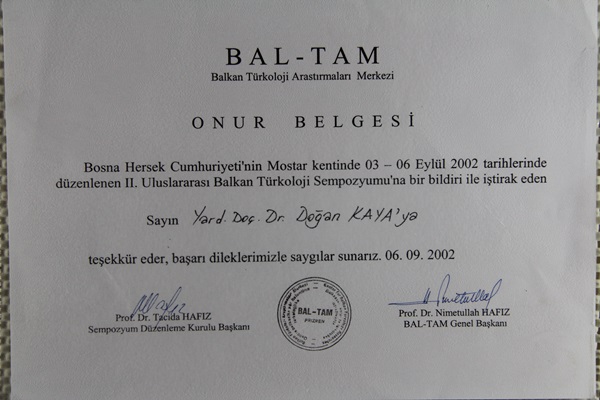 BAL-TAM
Balkan Türkoloji Arastırmaları Merkezi
ONUR BELGESİ
Bosna Hersek Cumhuriyeti'nin Mostar kentinde 03 – 06 Eylül 2002 tarihlerinde
düzenlenen II. Uluslararası Balkan Türkoloji Sempozyumu'na bir bildiri ile iştirak eden
Sayın Yard. Doç. Dr. Doğan KAYA'ya
teşekkür eder, başarı dileklerimizle saygılar sunarız. 06. 09. 2002
Prof. Dr. Tacida HAFIZ
Sempozyum Düzenleme Kurulu Başkanı
BAL-TAM
PRIZREN
Prof. Dr. Nimetullah HAFIZ
BAL-TAM Genel Başkanı